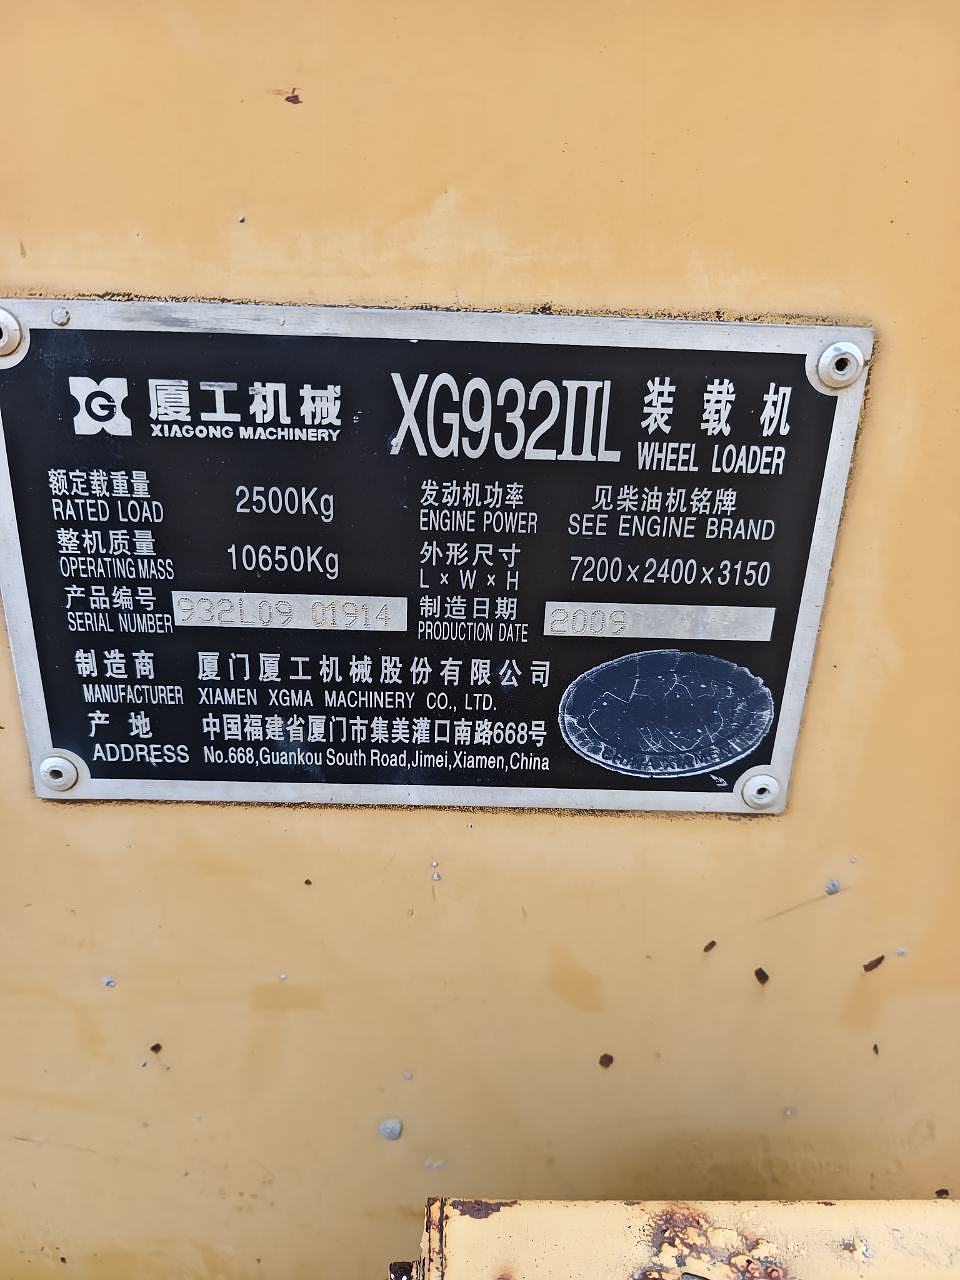 G 厦工机械 XIAGONG MACHINERY
XG932ⅢL 装载机 WHEEL LOADER
额定载重量 RATED LOAD 2500Kg
发动机功率 ENGINE POWER 见柴油机铭牌 SEE ENGINE BRAND
整机质量 OPERATING MASS 10650Kg
外形尺寸 L×W×H 7200×2400×3150
产品编号 SERIAL NUMBER 932L09 01914
制造日期 PRODUCTION DATE 2009
制造商 厦门厦工机械股份有限公司
MANUFACTURER XIAMEN XGMA MACHINERY CO., LTD.
产地 中国福建省厦门市集美灌口南路668号
ADDRESS No.668,Guankou South Road,Jimei,Xiamen,China